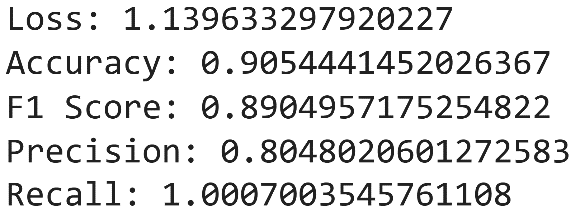 Loss: 1.139633297920227
Accuracy: 0.9054441452026367
F1 Score: 0.8904957175254822
Precision: 0.8048020601272583
Recall: 1.0007003545761108